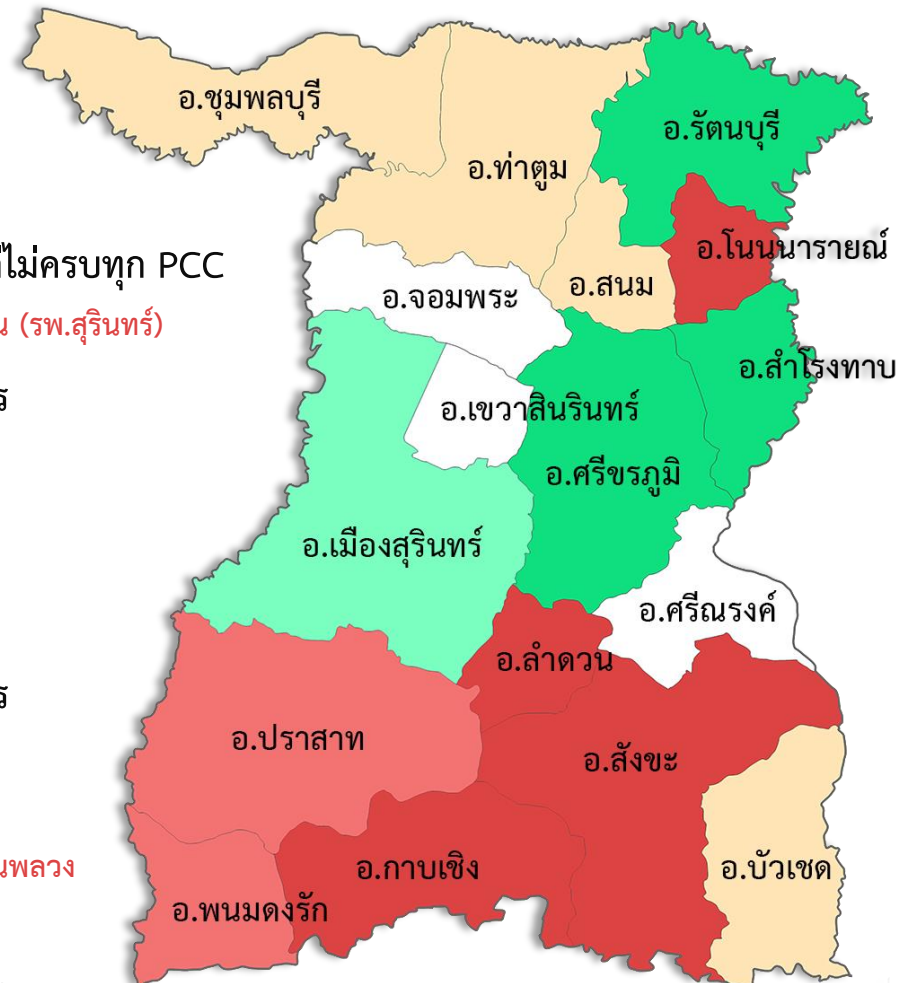 อ.ชุมพลบุรี
อ.รัตนบุรี
อ.ท่าตูม
อ.โนนนารายณ์
ไม่ครบทุก PCC
อ.สนม
อ.จอมพระ
(รพ.สุรินทร์)
อ.สำโรงทาบ
อ.เขวาสินรินทร์
อ.ศรีขรภูมิ
อ.เมืองสุรินทร์
อ.ศรีณรงค์
อ.ลำดวน
อ.ปราสาท
อ.สังขะ
อ.กาบเชิง
อ.บัวเชด
อ.พนมดงรัก